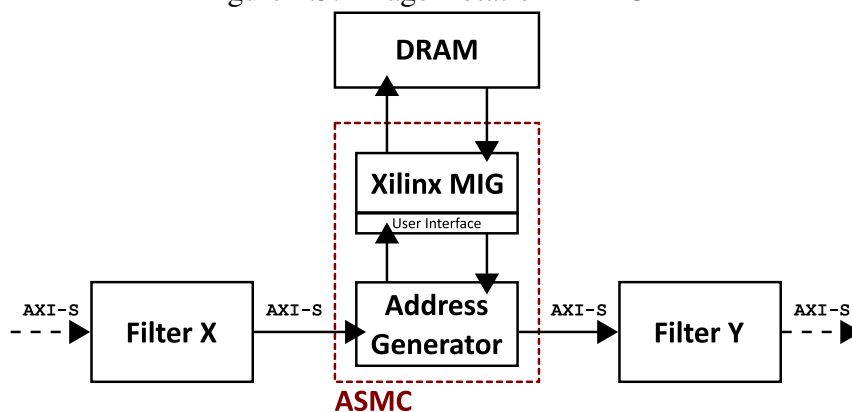 DRAM
Xilinx MIG
User Interface
AXI-S
Filter X
AXI-S
Address
Generator
AXI-S
Filter Y
AXI-S
ASMC